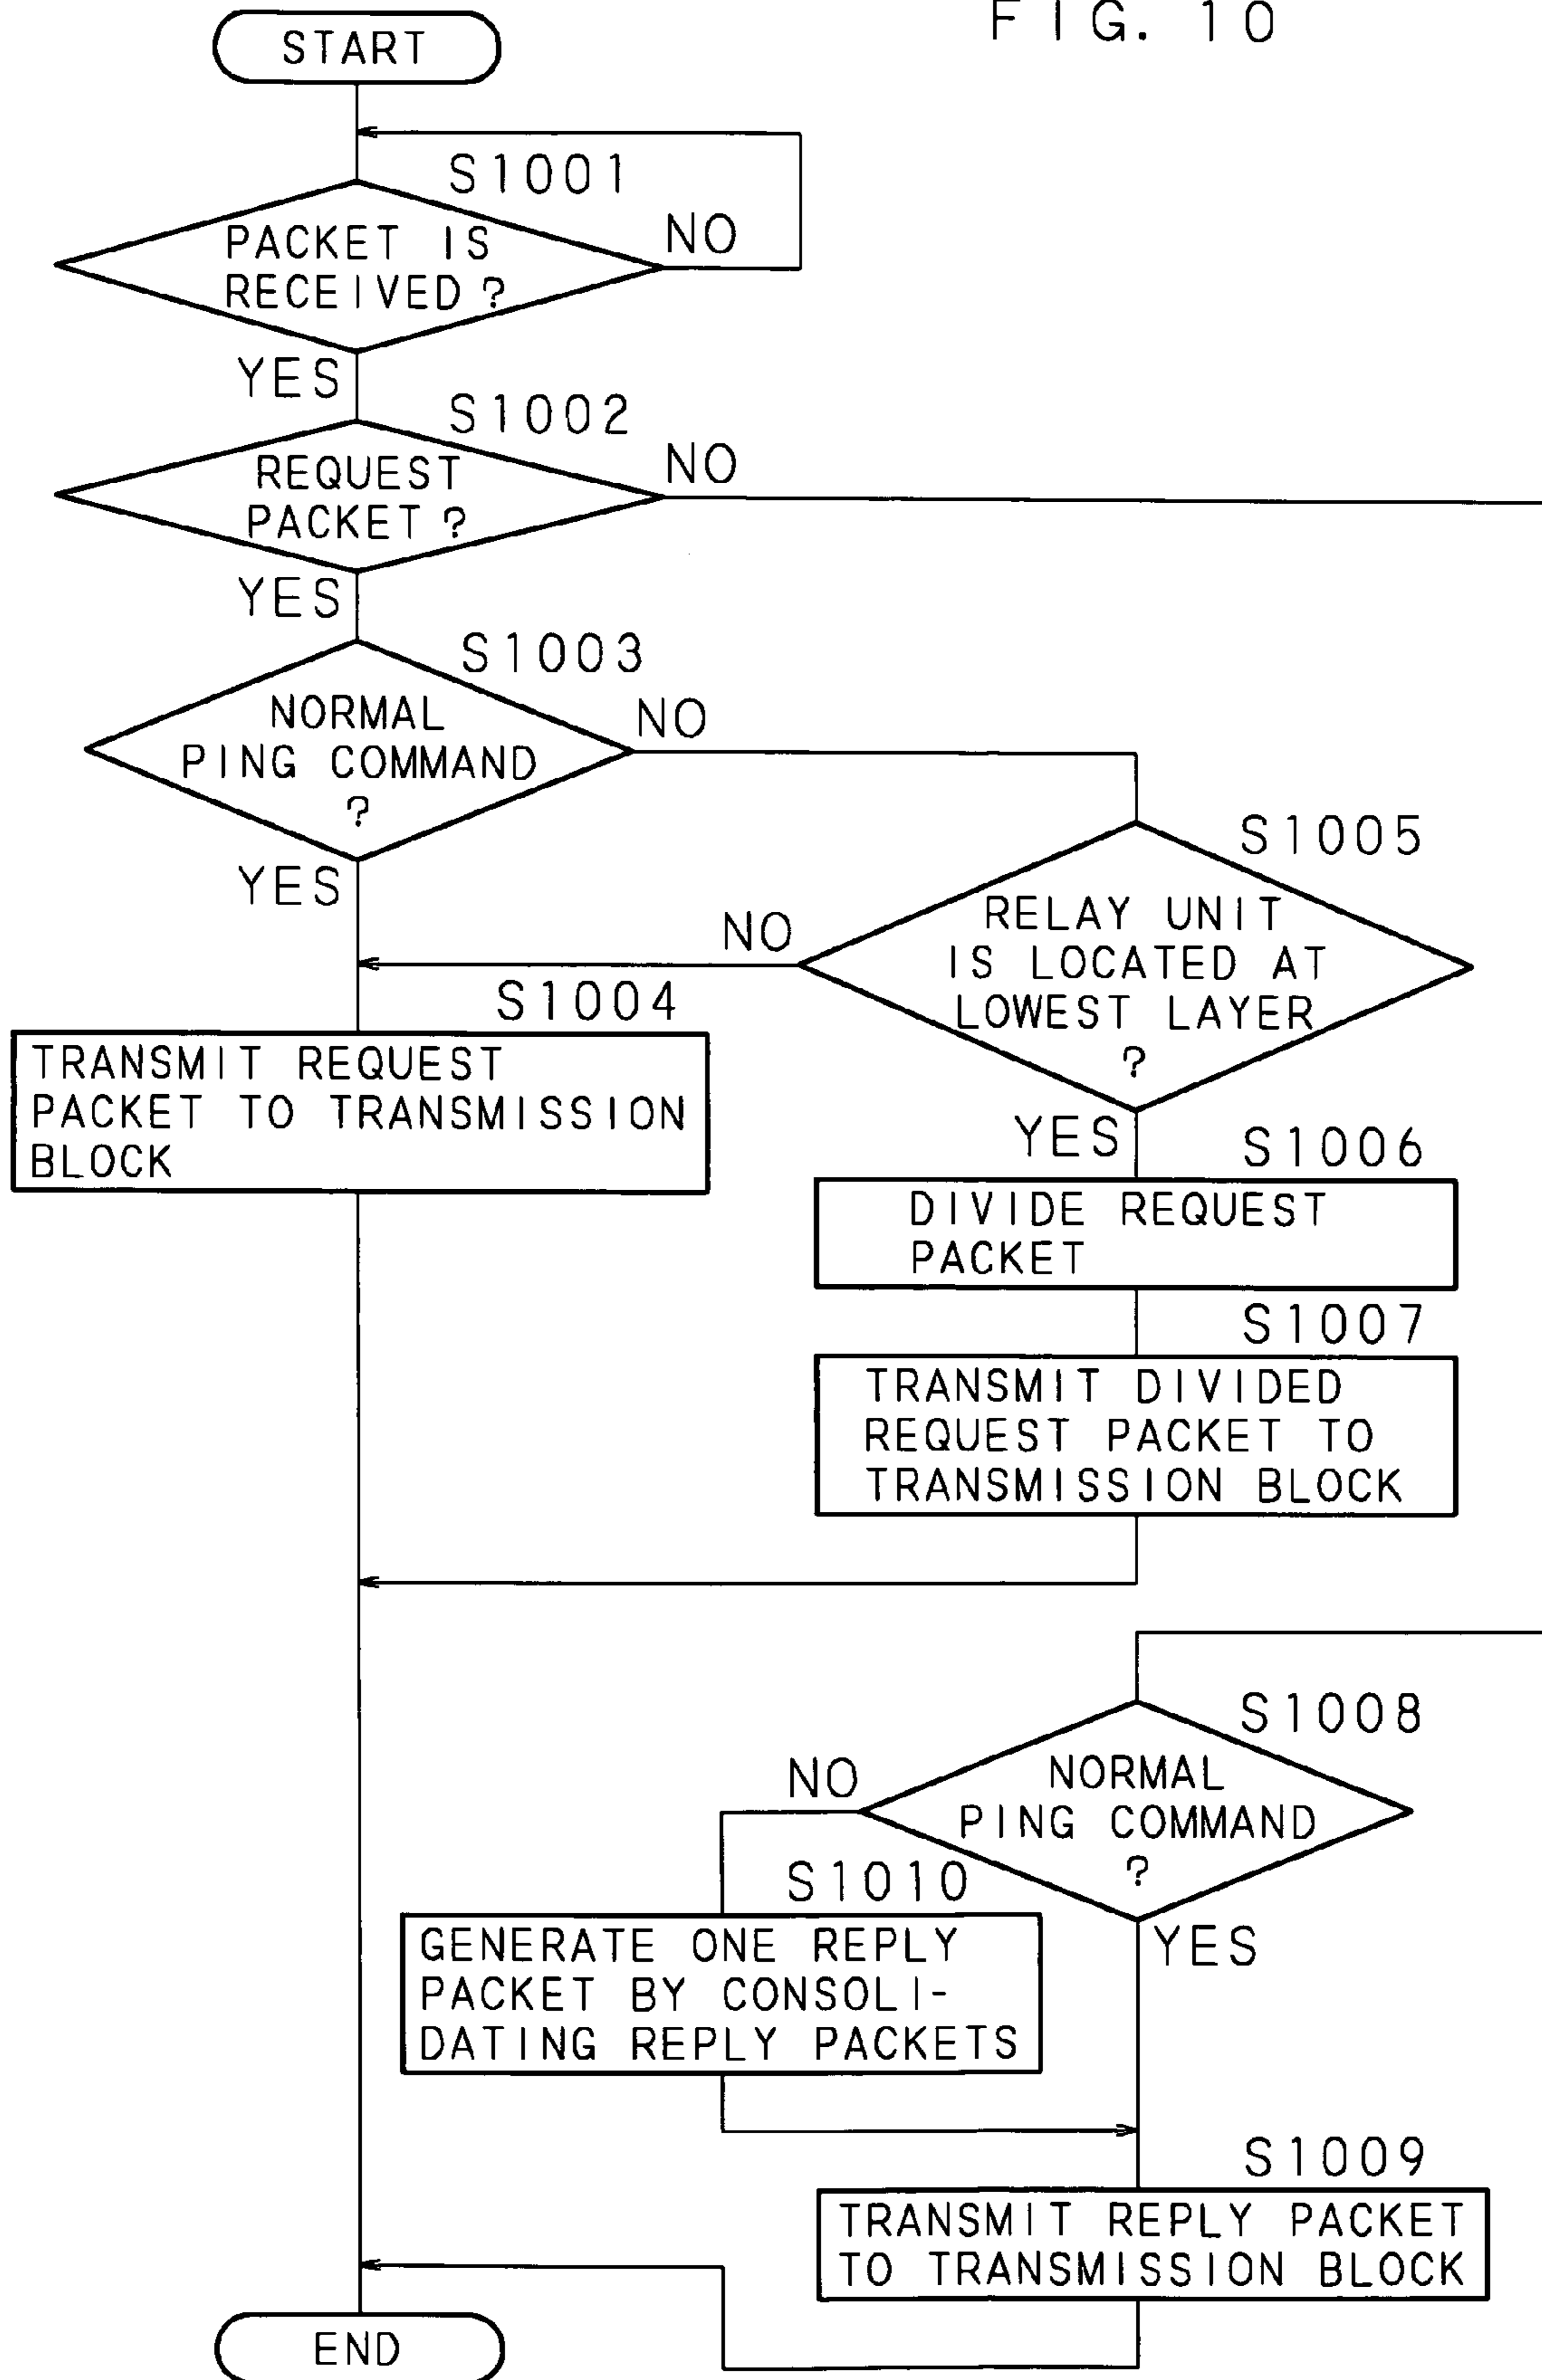 FIG. 10
START
S1001
PACKET IS
RECEIVED?
NO
YES
S1002
REQUEST
PACKET?
NO
YES
S1003
NORMAL
PING COMMAND
?
NO
YES
S1005
RELAY UNIT
IS LOCATED AT
LOWEST LAYER
?
NO
YES
S1004
TRANSMIT REQUEST
PACKET TO TRANSMISSION
BLOCK
S1006
DIVIDE REQUEST
PACKET
S1007
TRANSMIT DIVIDED
REQUEST PACKET TO
TRANSMISSION BLOCK
S1008
NORMAL
PING COMMAND
?
NO
YES
S1010
GENERATE ONE REPLY
PACKET BY CONSOLI-
DATING REPLY PACKETS
S1009
TRANSMIT REPLY PACKET
TO TRANSMISSION BLOCK
END